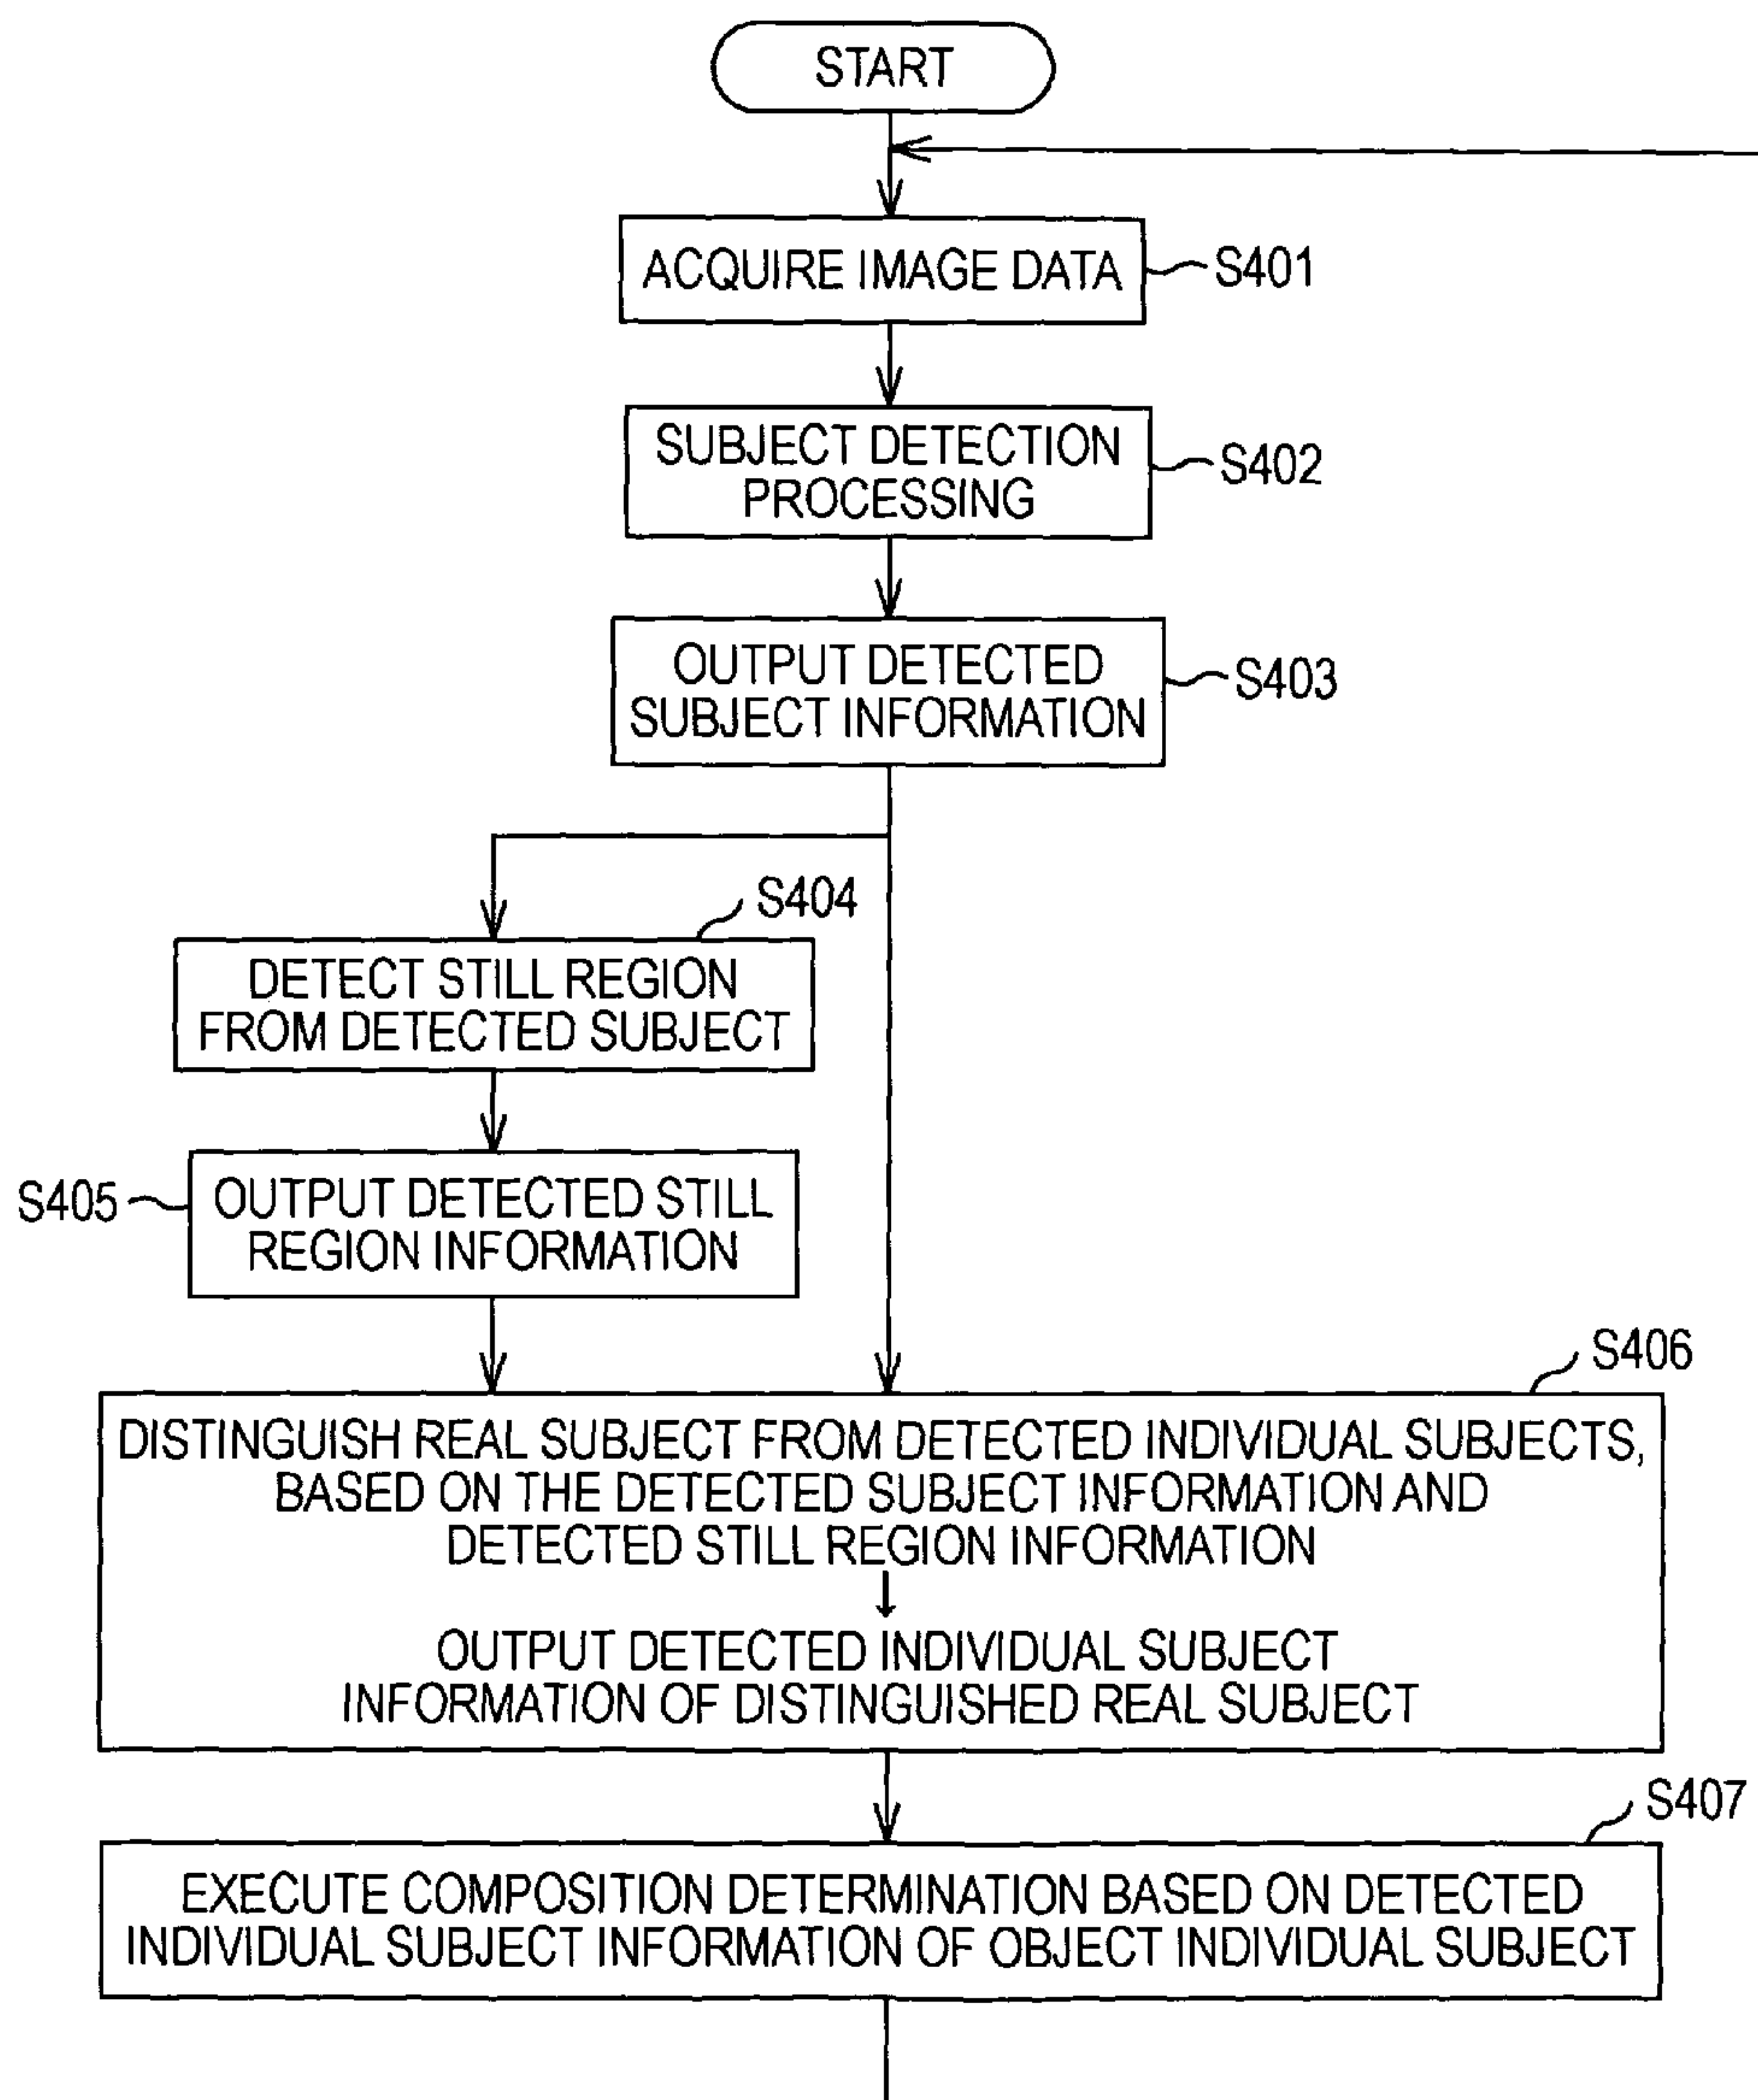 START
ACQUIRE IMAGE DATA
S401
SUBJECT DETECTION
PROCESSING
S402
OUTPUT DETECTED
SUBJECT INFORMATION
S403
S404
DETECT STILL REGION
FROM DETECTED SUBJECT
S405
OUTPUT DETECTED STILL
REGION INFORMATION
S406
DISTINGUISH REAL SUBJECT FROM DETECTED INDIVIDUAL SUBJECTS,
BASED ON THE DETECTED SUBJECT INFORMATION AND
DETECTED STILL REGION INFORMATION
OUTPUT DETECTED INDIVIDUAL SUBJECT
INFORMATION OF DISTINGUISHED REAL SUBJECT
S407
EXECUTE COMPOSITION DETERMINATION BASED ON DETECTED
INDIVIDUAL SUBJECT INFORMATION OF OBJECT INDIVIDUAL SUBJECT